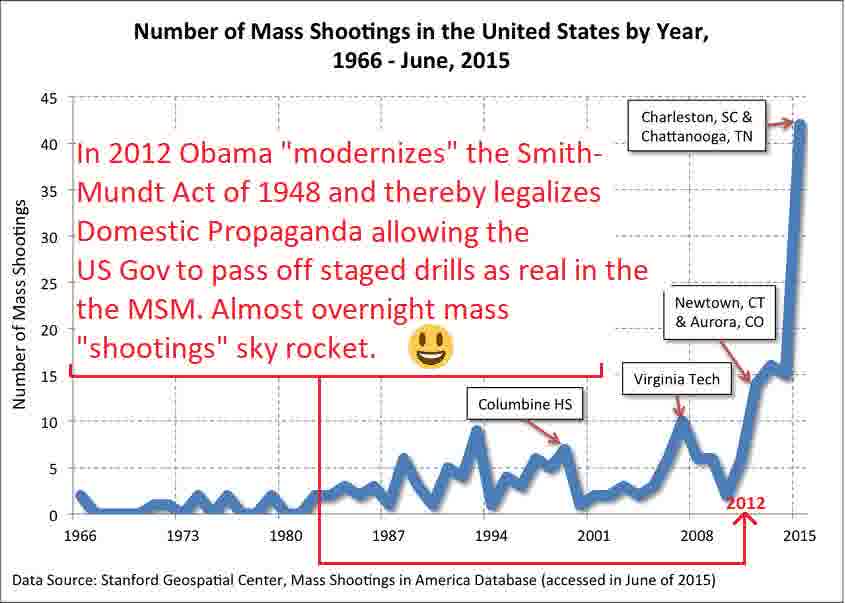 Number of Mass Shootings in the United States by Year,
1966 - June, 2015
45
40
35
30
25
20
15
10
5
0
Number of Mass Shootings
In 2012 Obama "modernizes" the Smith-
Mundt Act of 1948 and thereby legalizes
Domestic Propaganda allowing the
US Gov to pass off staged drills as real in the
the MSM. Almost overnight mass
"shootings" sky rocket.
Charleston, SC &
Chattanooga, TN
Newtown, CT
& Aurora, CO
Virginia Tech
Columbine HS
2012
1966 1973 1980 1987 1994 2001 2008 2015
Data Source: Stanford Geospatial Center, Mass Shootings in America Database (accessed in June of 2015)